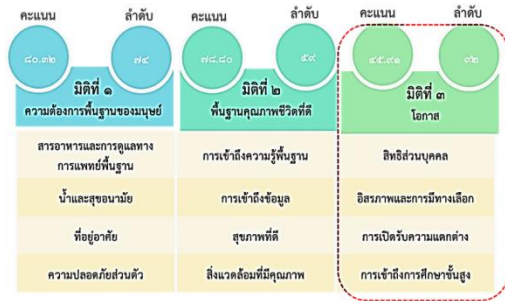 คะแนน ลำดับ
๘๐.๓๒ ๗๔
มิติที่ ๑
ความต้องการพื้นฐานของมนุษย์
สารอาหารและการดูแลทาง
การแพทย์พื้นฐาน
น้ำและสุขอนามัย
ที่อยู่อาศัย
ความปลอดภัยส่วนตัว
คะแนน ลำดับ
๗๘.๘๐ ๕๙
มิติที่ ๒
พื้นฐานคุณภาพชีวิตที่ดี
การเข้าถึงความรู้พื้นฐาน
การเข้าถึงข้อมูล
สุขภาพที่ดี
สิ่งแวดล้อมที่มีคุณภาพ
คะแนน ลำดับ
๔๕.๙๑ ๙๒
มิติที่ ๓
โอกาส
สิทธิส่วนบุคคล
อิสรภาพและการมีทางเลือก
การเปิดรับความแตกต่าง
การเข้าถึงการศึกษาขั้นสูง